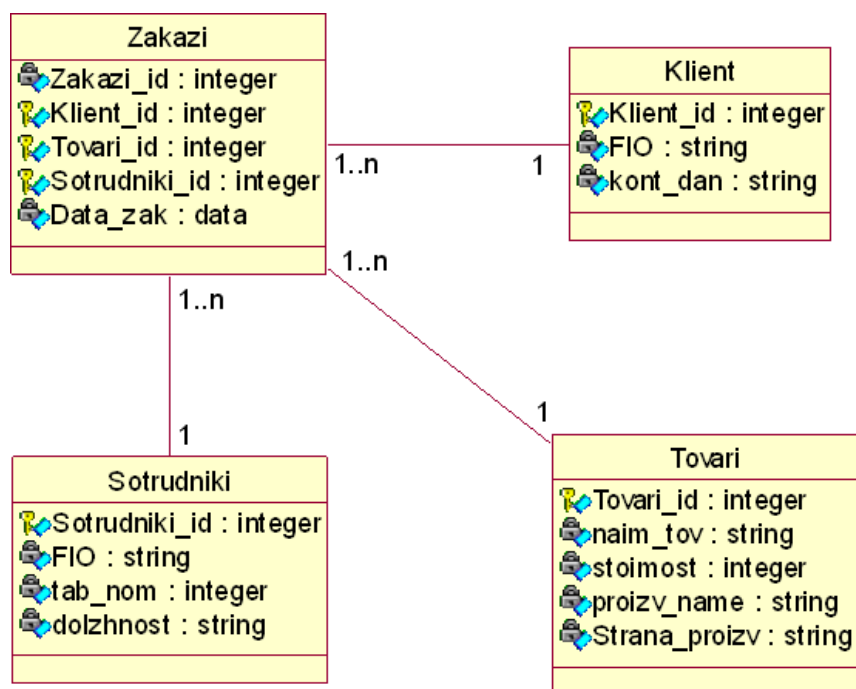 Zakazi
Zakazi_id : integer
Klient_id : integer
Tovari_id : integer
Sotrudniki_id : integer
Data_zak : data
Klient
Klient_id : integer
FIO : string
kont_dan : string
1..n
1
1..n
1..n
1
1
Sotrudniki
Sotrudniki_id : integer
FIO : string
tab_nom : integer
dolzhnost : string
Tovari
Tovari_id : integer
naim_tov : string
stoimost : integer
proizv_name : string
Strana_proizv : string